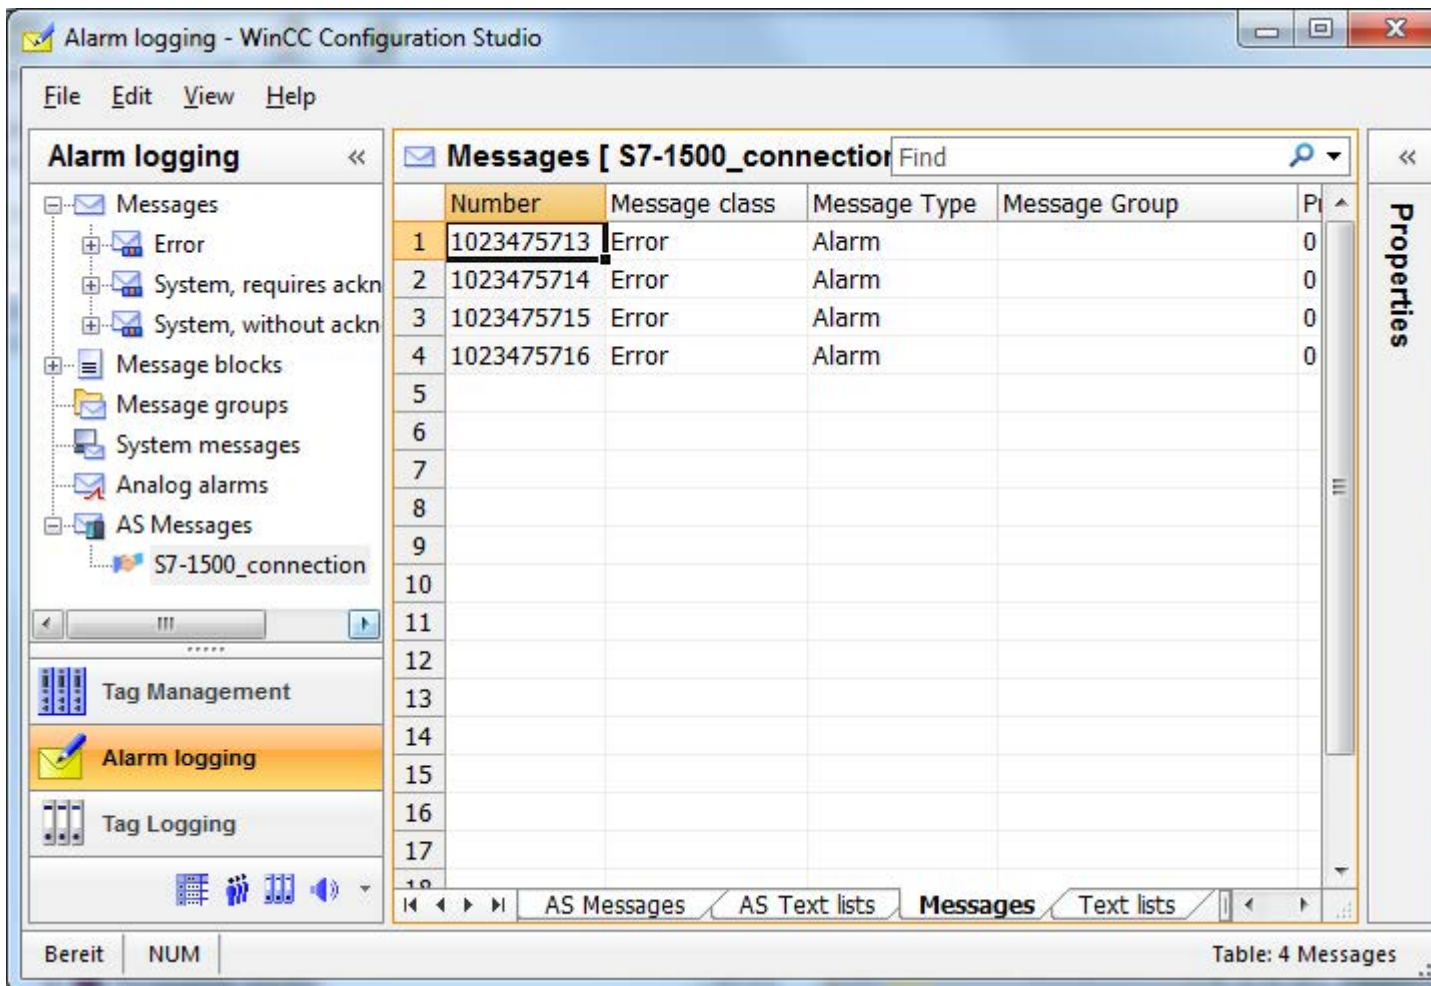 Alarm logging - WinCC Configuration Studio
File Edit View Help
Alarm logging
Messages
Error
System, requires ackn
System, without ackn
Message blocks
Message groups
System messages
Analog alarms
AS Messages
S7-1500_connection
Tag Management
Alarm logging
Tag Logging
Messages [ S7-1500_connection Find
Number Message class Message Type Message Group
1 1023475713 Error Alarm 0
2 1023475714 Error Alarm 0
3 1023475715 Error Alarm 0
4 1023475716 Error Alarm 0
5
6
7
8
9
10
11
12
13
14
15
16
17
18
AS Messages AS Text lists Messages Text lists
Properties
Bereit NUM Table: 4 Messages